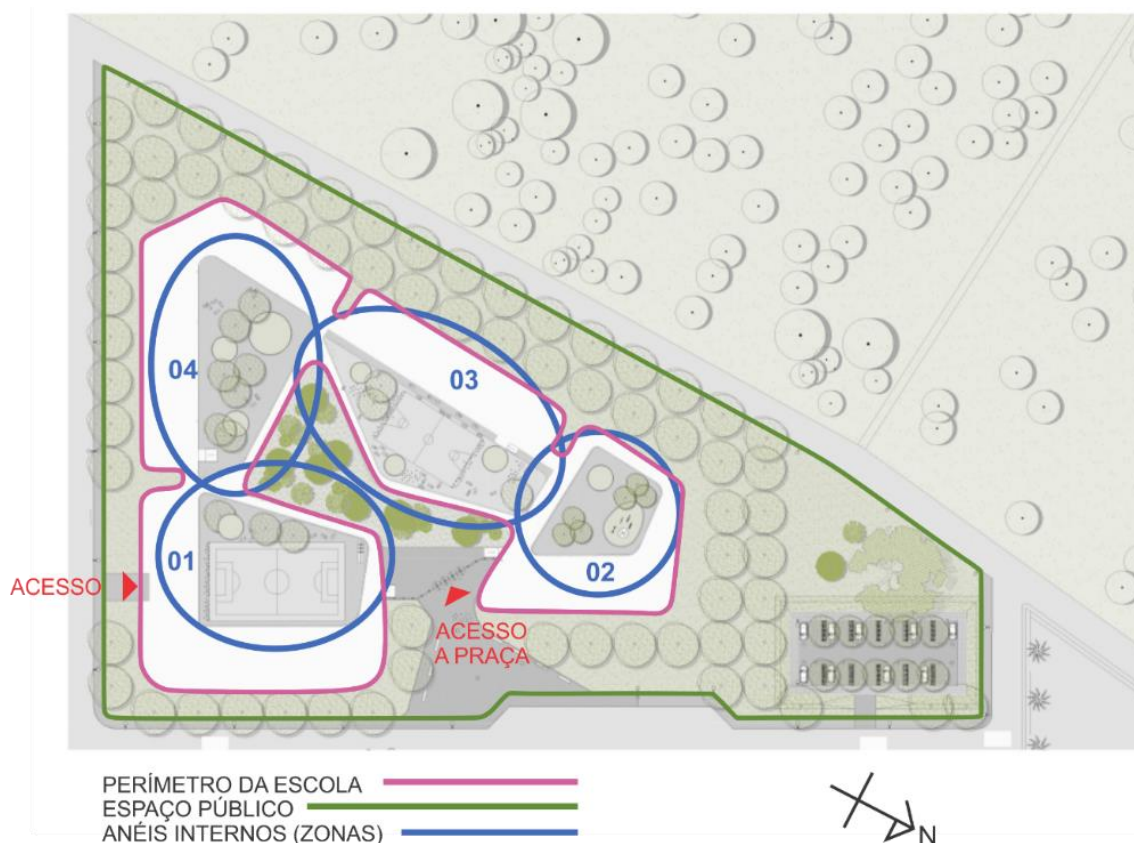 04
03
01
02
ACESSO
ACESSO
A PRAÇA
PERÍMETRO DA ESCOLA
ESPAÇO PÚBLICO
ANÉIS INTERNOS (ZONAS)
N